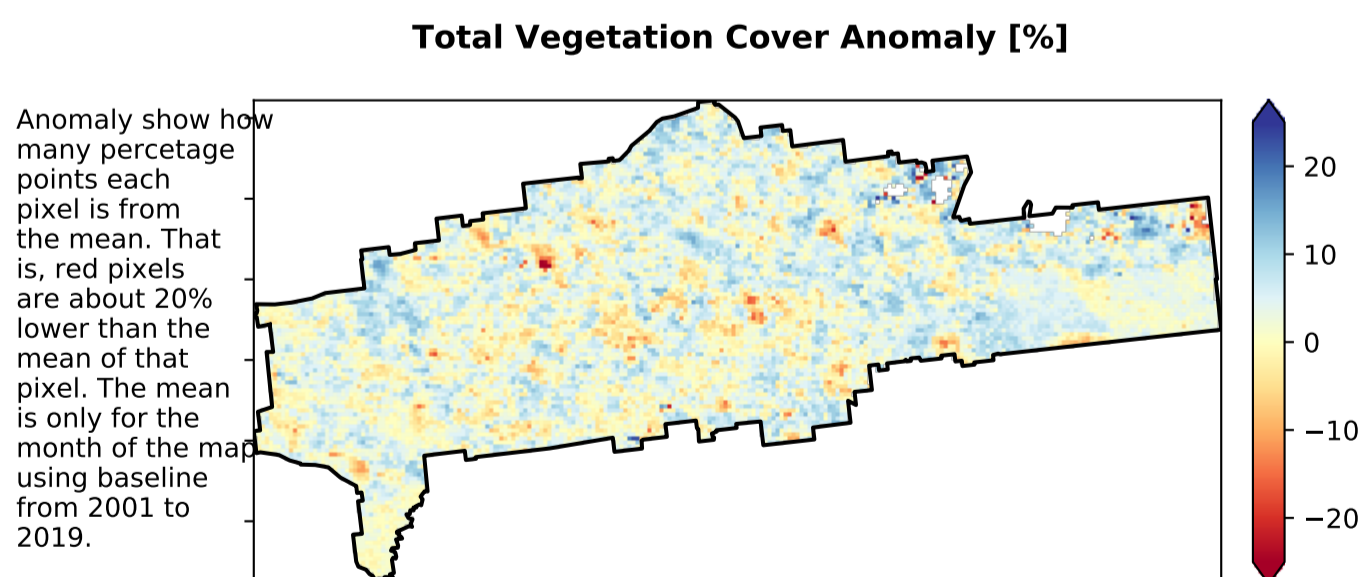 Total Vegetation Cover Anomaly [%]
Anomaly show how
many percetage
points each
pixel is from
the mean. That
is, red pixels
are about 20%
lower than the
mean of that
pixel. The mean
is only for the
month of the map
using baseline
from 2001 to
2019.
20
10
0
−10
−20